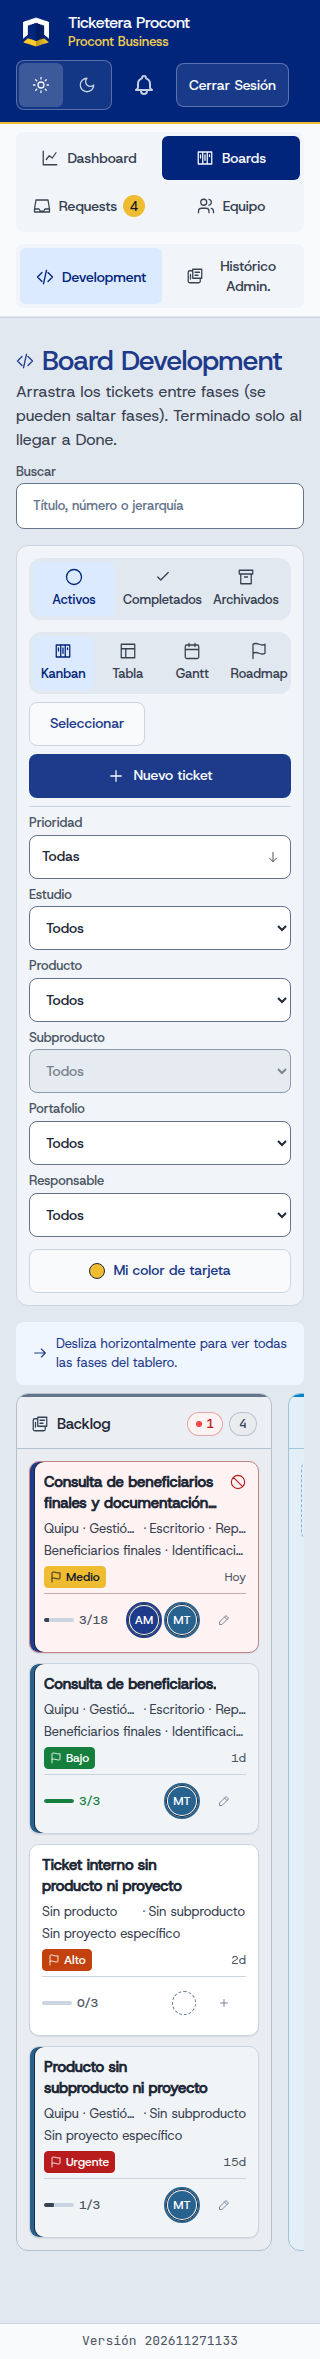 Ticketera Procont
Procont Business
Cerrar Sesión
Dashboard
Boards
Requests 4
Equipo
Development
Histórico
Admin.
Board Development
Arrastra los tickets entre fases (se
pueden saltar fases). Terminado solo al
llegar a Done.
Buscar
Título, número o jerarquía
Activos
Completados
Archivados
Kanban
Tabla
Gantt
Roadmap
Seleccionar
Nuevo ticket
Prioridad
Todas
Estudio
Todos
Producto
Todos
Subproducto
Todos
Portafolio
Todos
Responsable
Todos
Mi color de tarjeta
Desliza horizontalmente para ver todas
las fases del tablero.
Backlog 1 4
Consulta de beneficiarios
finales y documentación...
Quipu · Gestió... · Escritorio · Rep...
Beneficiarios finales · Identificaci...
Medio Hoy
3/18 AM MT
Consulta de beneficiarios.
Quipu · Gestió... · Escritorio · Rep...
Beneficiarios finales · Identificaci...
Bajo 1d
3/3 MT
Ticket interno sin
producto ni proyecto
Sin producto · Sin subproducto
Sin proyecto específico
Alto 2d
0/3
Producto sin
subproducto ni proyecto
Quipu · Gestió... · Sin subproducto
Sin proyecto específico
Urgente 15d
1/3 MT
Versión 202611271133